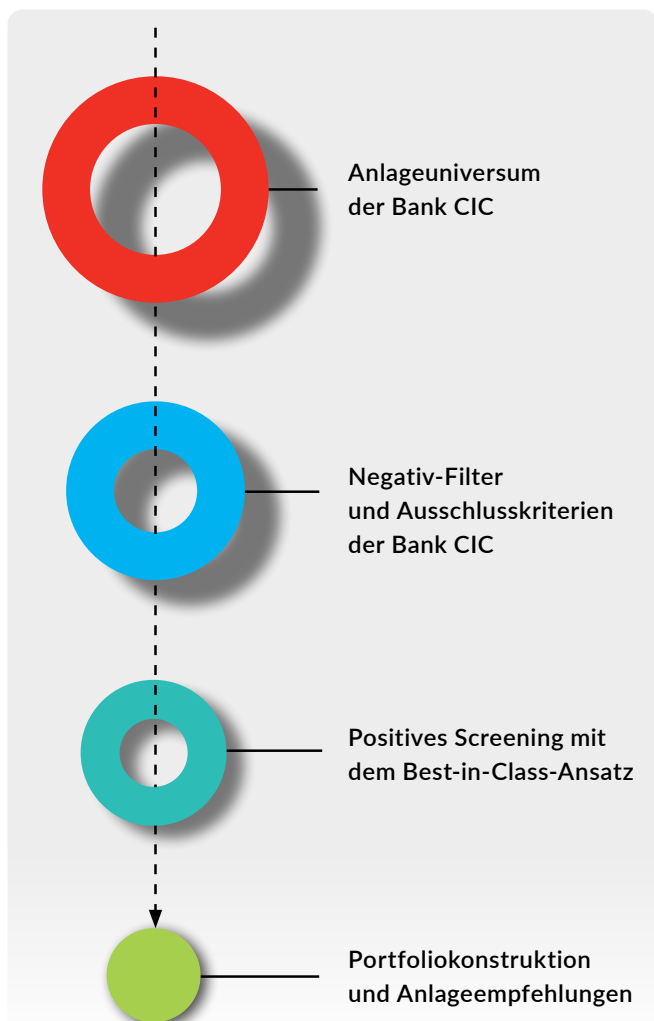 Anlageuniversum
der Bank CIC
Negativ-Filter
und Ausschlusskriterien
der Bank CIC
Positives Screening mit
dem Best-in-Class-Ansatz
Portfoliokonstruktion
und Anlageempfehlungen